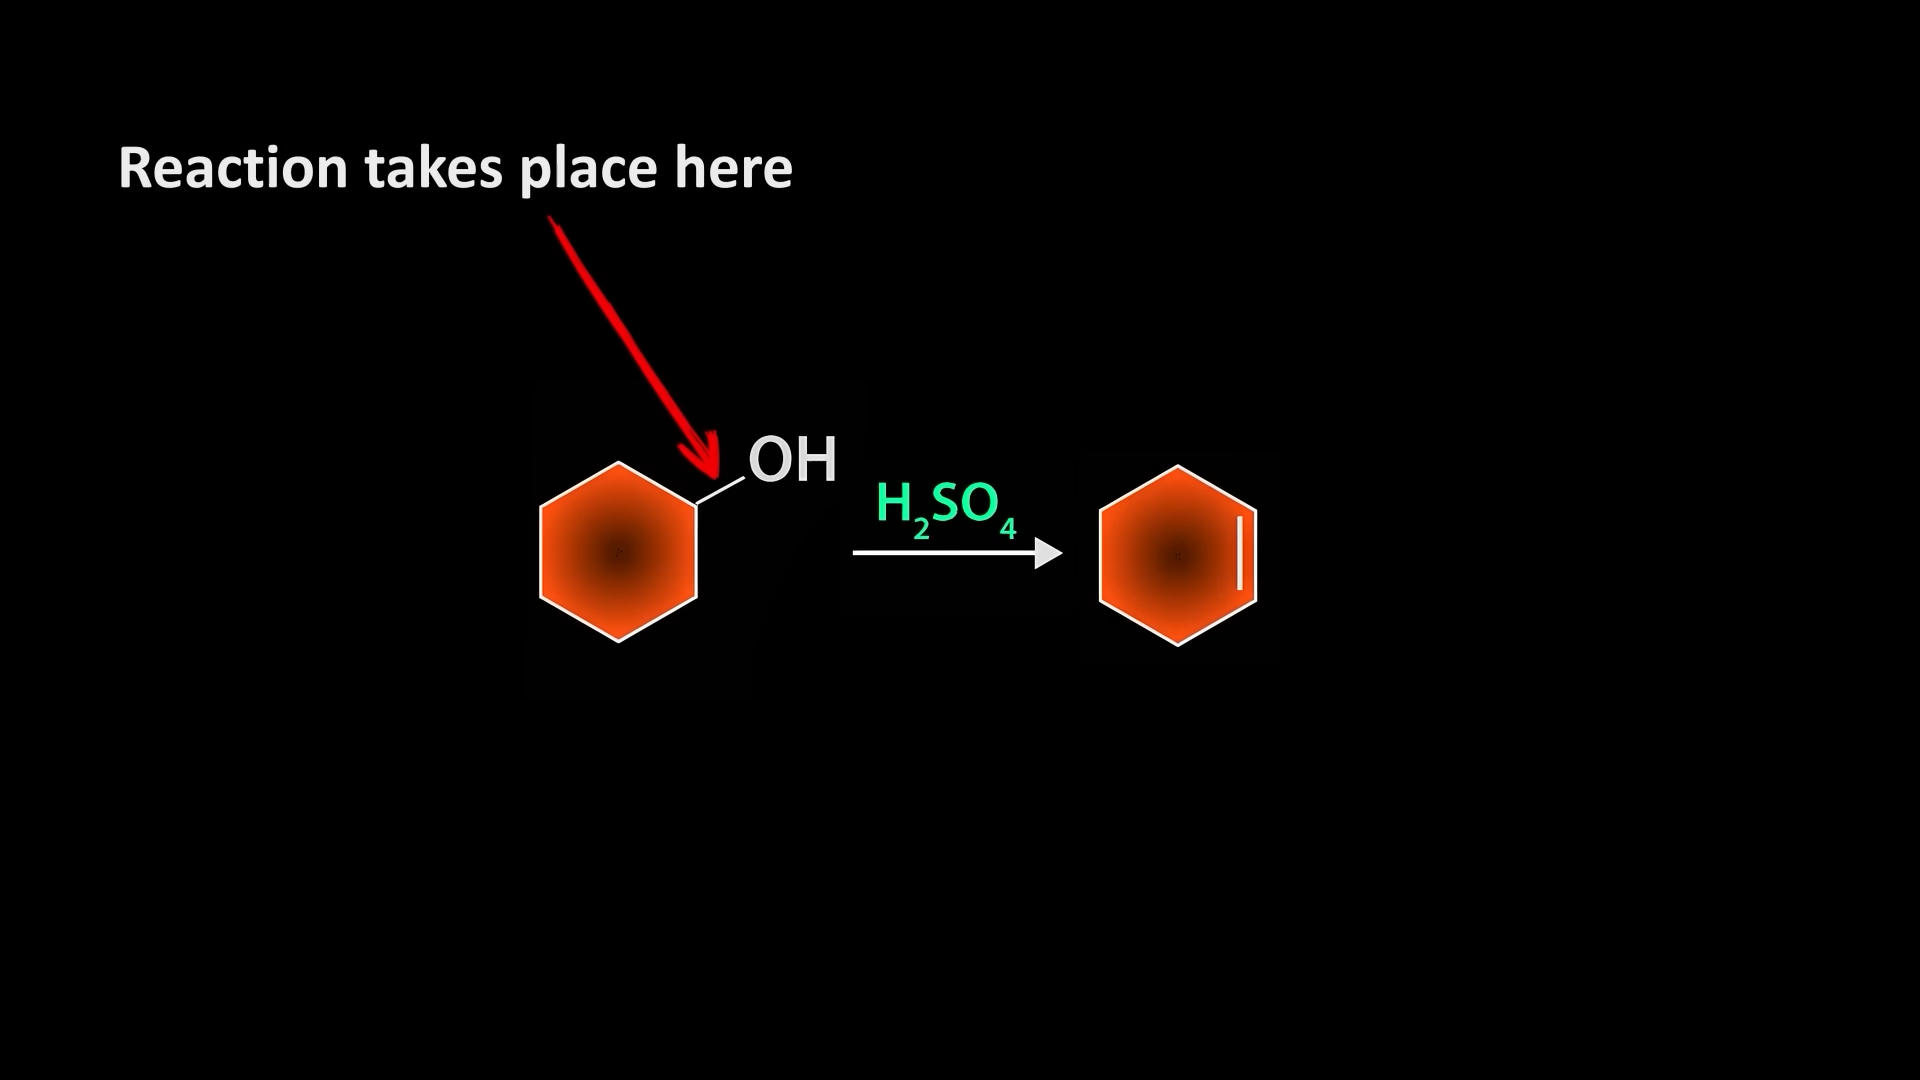 Reaction takes place here
OH
H₂SO₄